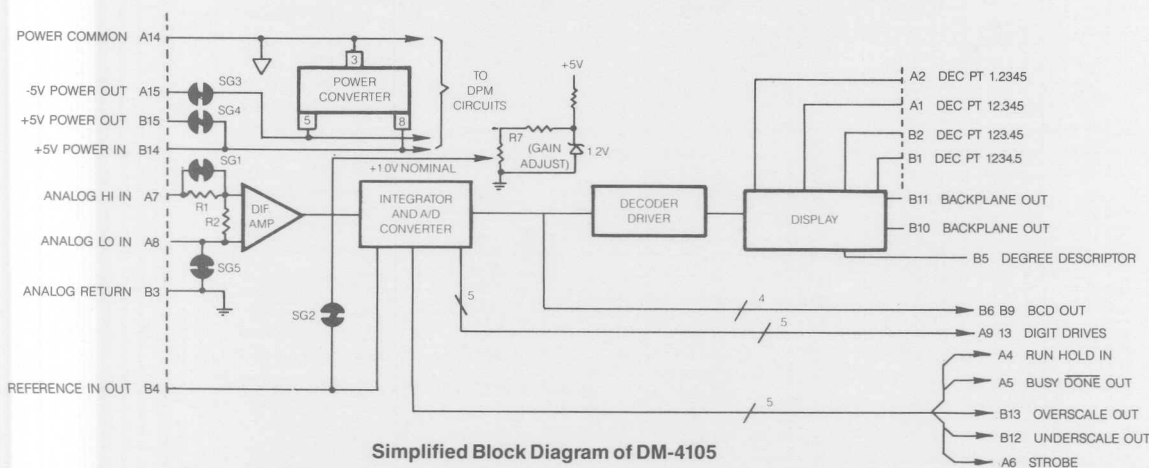 POWER COMMON A14
-5V POWER OUT A15
+5V POWER OUT B15
+5V POWER IN B14
ANALOG HI IN A7
ANALOG LO IN A8
ANALOG RETURN B3
REFERENCE IN OUT B4
SG3
SG4
SG1
R1
R2
SG5
SG2
3
POWER
CONVERTER
5
8
TO
DPM
CIRCUITS
+5V
R7
(GAIN
ADJUST)
1.2V
+1.0V NOMINAL
DIF
AMP
INTEGRATOR
AND A/D
CONVERTER
DECODER
DRIVER
DISPLAY
A2 DEC PT 1.2345
A1 DEC PT 12.345
B2 DEC PT 123.45
B1 DEC PT 1234.5
B11 BACKPLANE OUT
B10 BACKPLANE OUT
B5 DEGREE DESCRIPTOR
5
4
B6 B9 BCD OUT
5
A9 13 DIGIT DRIVES
5
A4 RUN HOLD IN
A5 BUSY DONE OUT
B13 OVERSCALE OUT
B12 UNDERSCALE OUT
A6 STROBE
Simplified Block Diagram of DM-4105